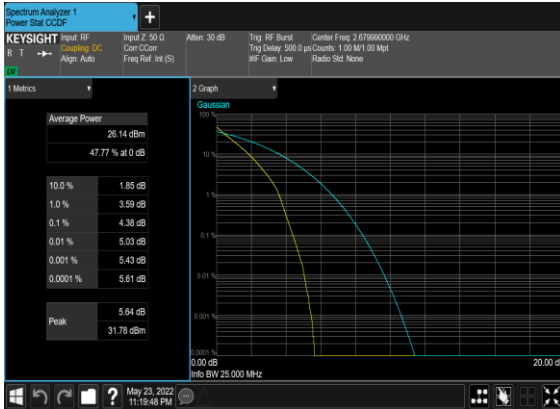 Spectrum Analyzer 1
Power Stat CCDF
+
KEYSIGHT
R T
LV
Input: RF
Coupling: DC
Align: Auto
Input Z: 50 Ω
Corr CCorr
Freq Ref: Int (S)
Atten: 30 dB
Trig: RF Burst
Trig Delay: 500.0 µs
#IF Gain: Low
Center Freq: 2.679990000 GHz
Counts: 1.00 M/1.00 Mpt
Radio Std: None
1 Metrics
Average Power
26.14 dBm
47.77 % at 0 dB
10.0 % 1.85 dB
1.0 % 3.59 dB
0.1 % 4.38 dB
0.01 % 5.03 dB
0.001 % 5.43 dB
0.0001 % 5.61 dB
Peak
5.64 dB
31.78 dBm
2 Graph
Gaussian
100 %
10 %
1 %
0.1 %
0.01 %
0.001 %
0.0001 %
0.00 dB
20.00 d
Info BW 25.000 MHz
?
May 23, 2022
11:19:48 PM